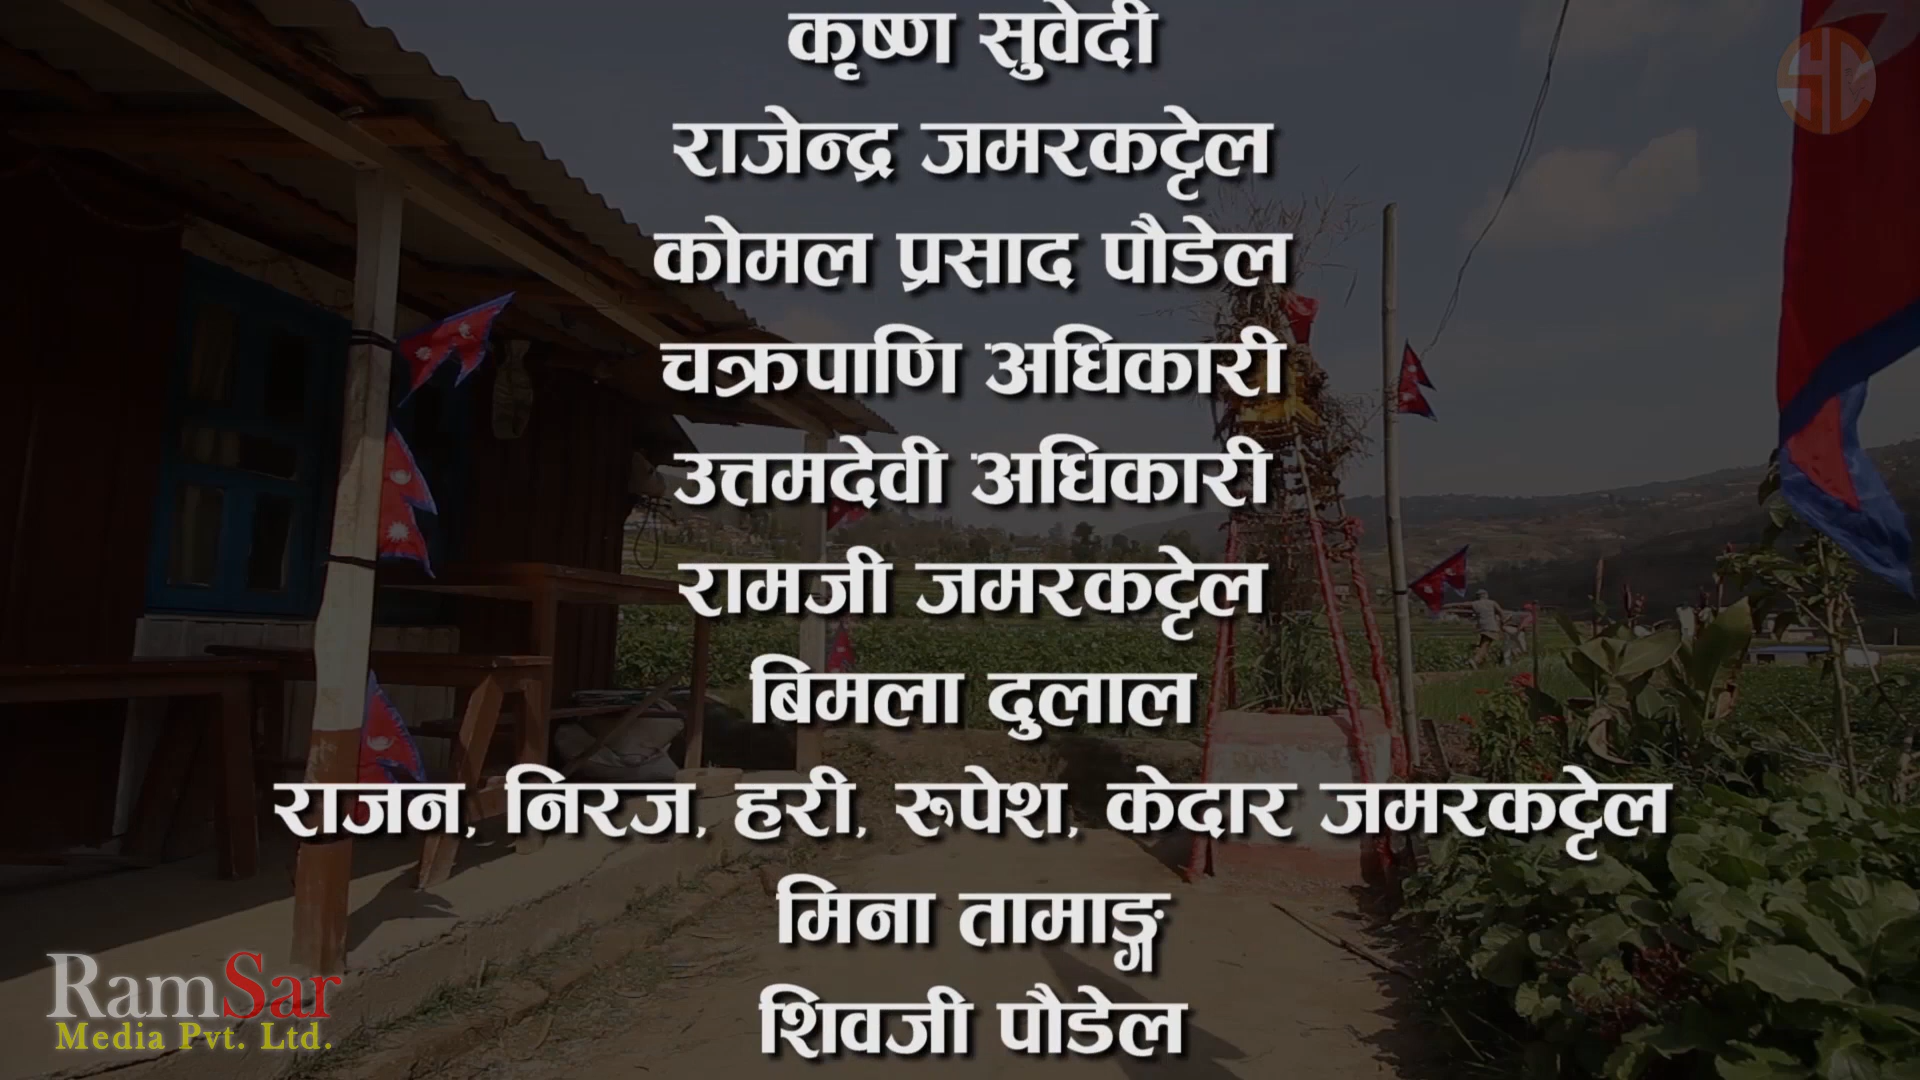 कृष्ण सुवेदी
राजेन्द्र जमरकट्टेल
कोमल प्रसाद पौडेल
चक्रपाणि अधिकारी
उत्तमदेवी अधिकारी
रामजी जमरकट्टेल
बिमला दुलाल
राजन, निरज, हरी, रुपेश, केदार जमरकट्टेल
मिना तामाङ्ग
शिवजी पौडेल
RamSar
Media Pvt. Ltd.